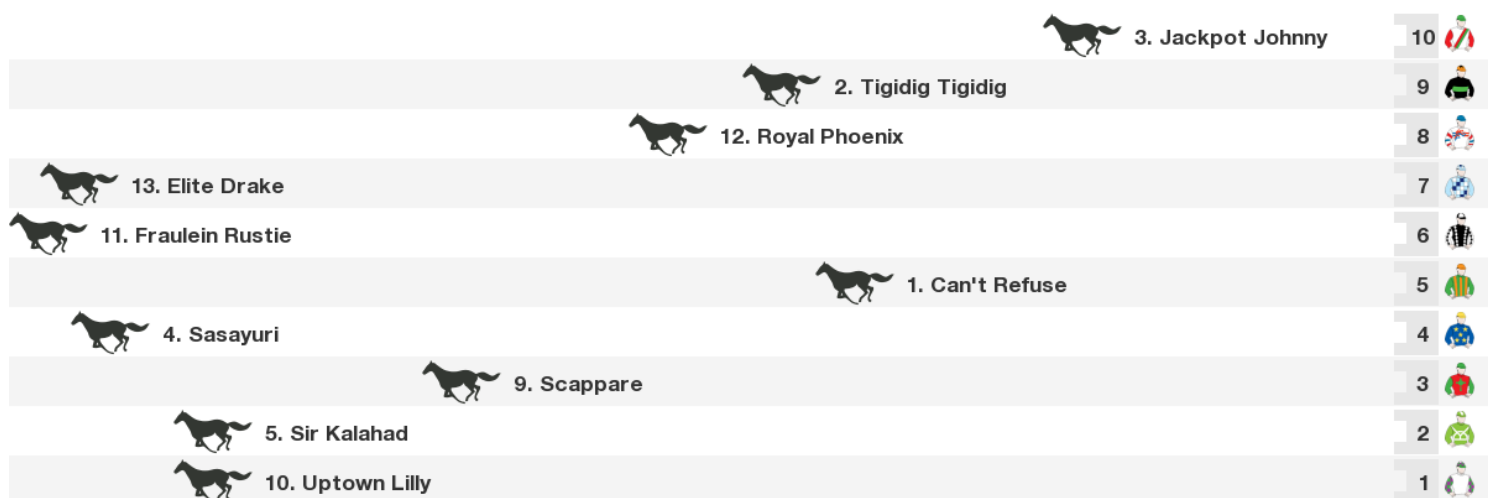 3. Jackpot Johnny 10
2. Tigidig Tigidig 9
12. Royal Phoenix 8
13. Elite Drake 7
11. Fraulein Rustie 6
1. Can't Refuse 5
4. Sasayuri 4
9. Scappare 3
5. Sir Kalahad 2
10. Uptown Lilly 1